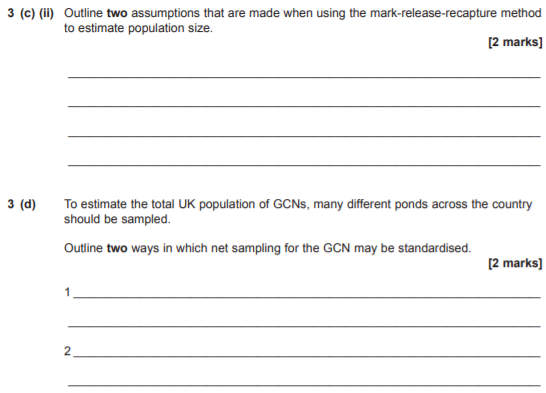 3 (c) (ii) Outline two assumptions that are made when using the mark-release-recapture method
to estimate population size.
[2 marks]
3 (d) To estimate the total UK population of GCNs, many different ponds across the country
should be sampled.
Outline two ways in which net sampling for the GCN may be standardised.
[2 marks]
1
2